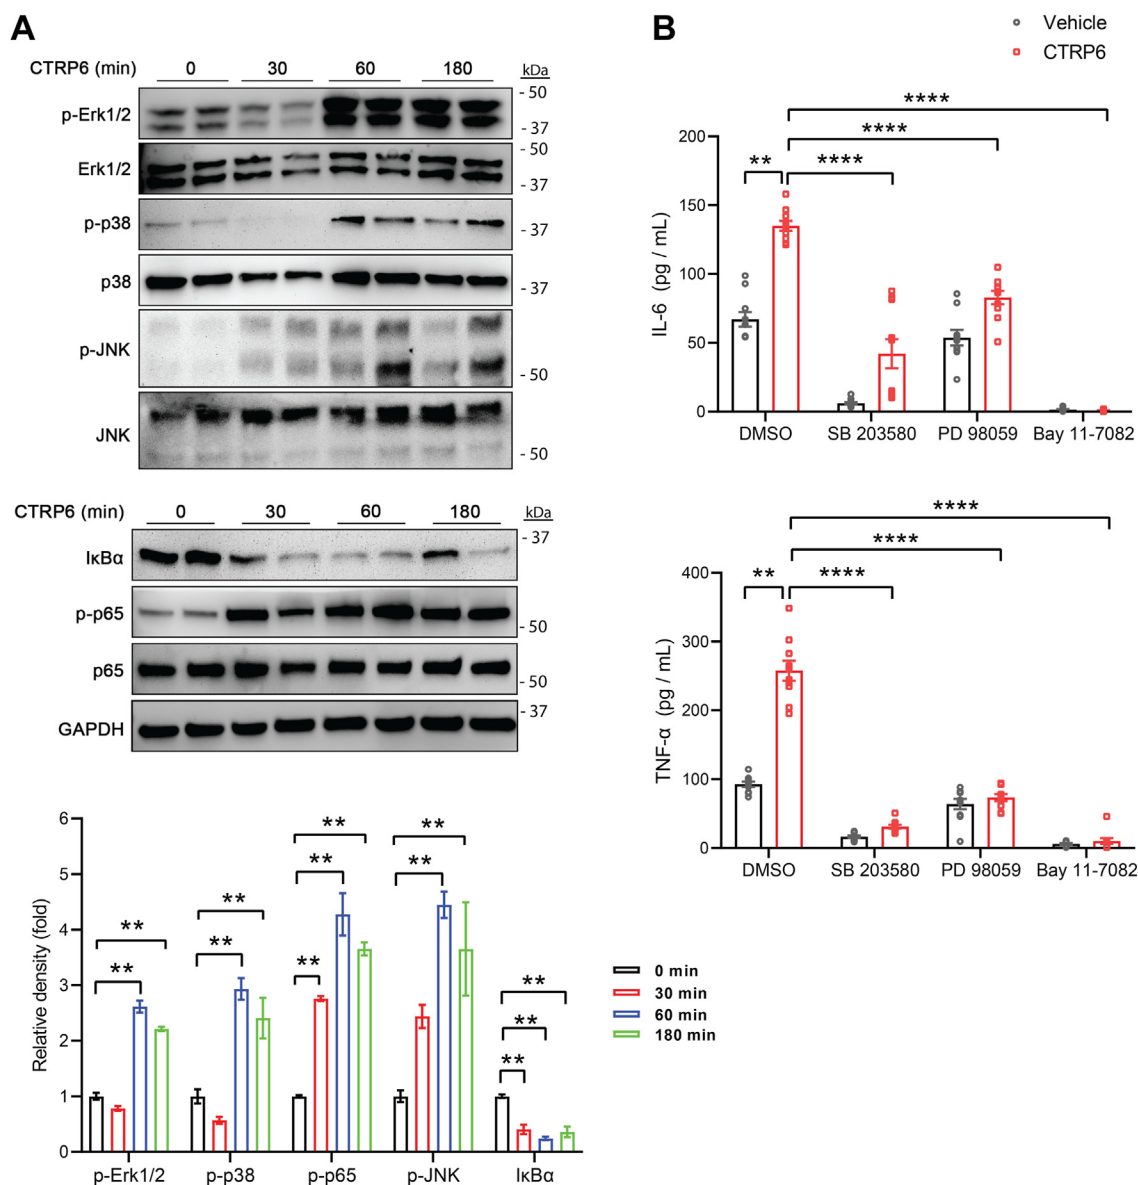 A
CTRP6 (min) 0 30 60 180 kDa
p-Erk1/2 - 50
- 37
Erk1/2 - 50
- 37
p-p38 - 37
p38 - 37
p-JNK - 50
JNK - 50
CTRP6 (min) 0 30 60 180 kDa
IκBα - 37
p-p65 - 50
p65 - 50
GAPDH - 37
Relative density (fold)
6
5
4
3
2
1
0
** ** ** ** ** ** ** ** ** ** ** **
p-Erk1/2 p-p38 p-p65 p-JNK IκBα
0 min
30 min
60 min
180 min
B
Vehicle
CTRP6
IL-6 (pg / mL)
200
150
100
50
0
****
****
** ****
DMSO SB 203580 PD 98059 Bay 11-7082
TNF-α (pg / mL)
400
300
200
100
0
****
****
** ****
DMSO SB 203580 PD 98059 Bay 11-7082